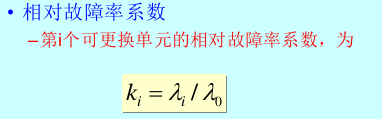 • 相对故障率系数
–第i个可更换单元的相对故障率系数，为
kᵢ = λᵢ / λ₀